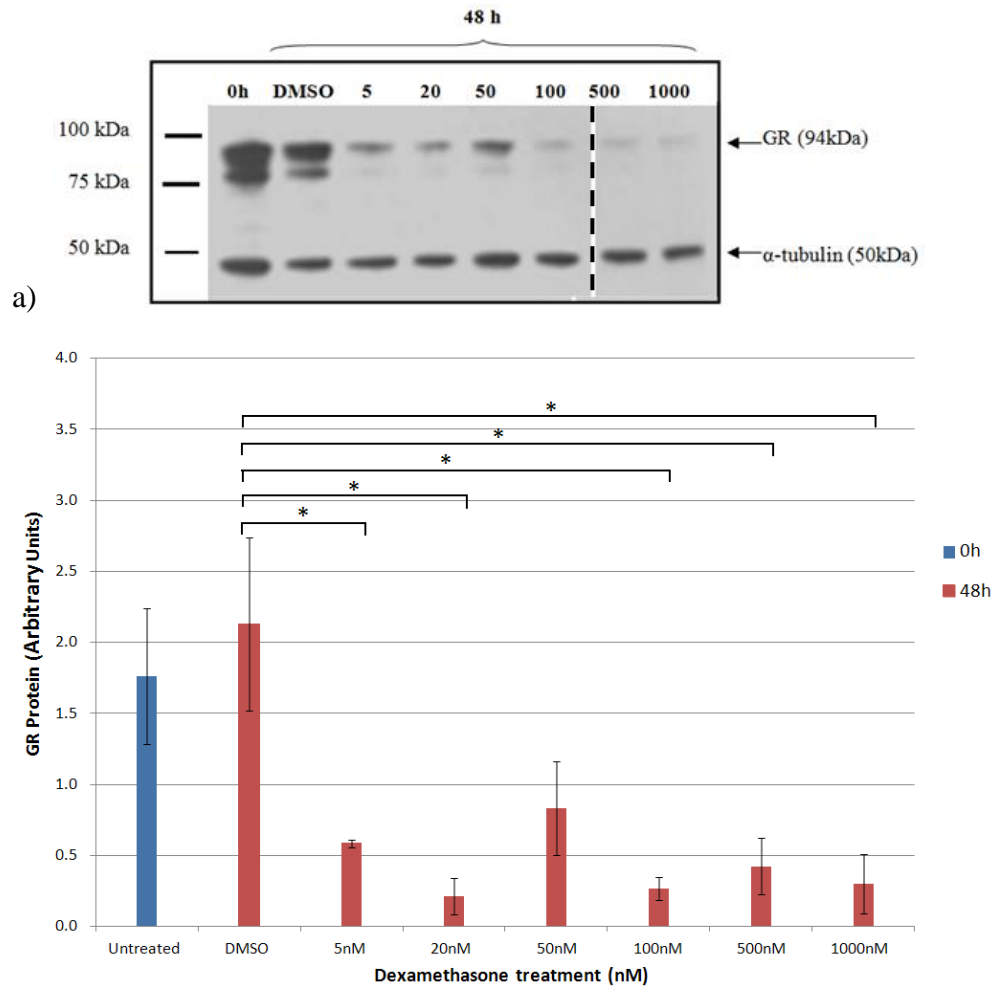 48 h
0h DMSO 5 20 50 100 500 1000
100 kDa
GR (94kDa)
75 kDa
50 kDa
α-tubulin (50kDa)
a)
4.0
3.5
3.0
2.5
2.0
1.5
1.0
0.5
0.0
GR Protein (Arbitrary Units)
*
*
*
*
*
0h
48h
Untreated DMSO 5nM 20nM 50nM 100nM 500nM 1000nM
Dexamethasone treatment (nM)